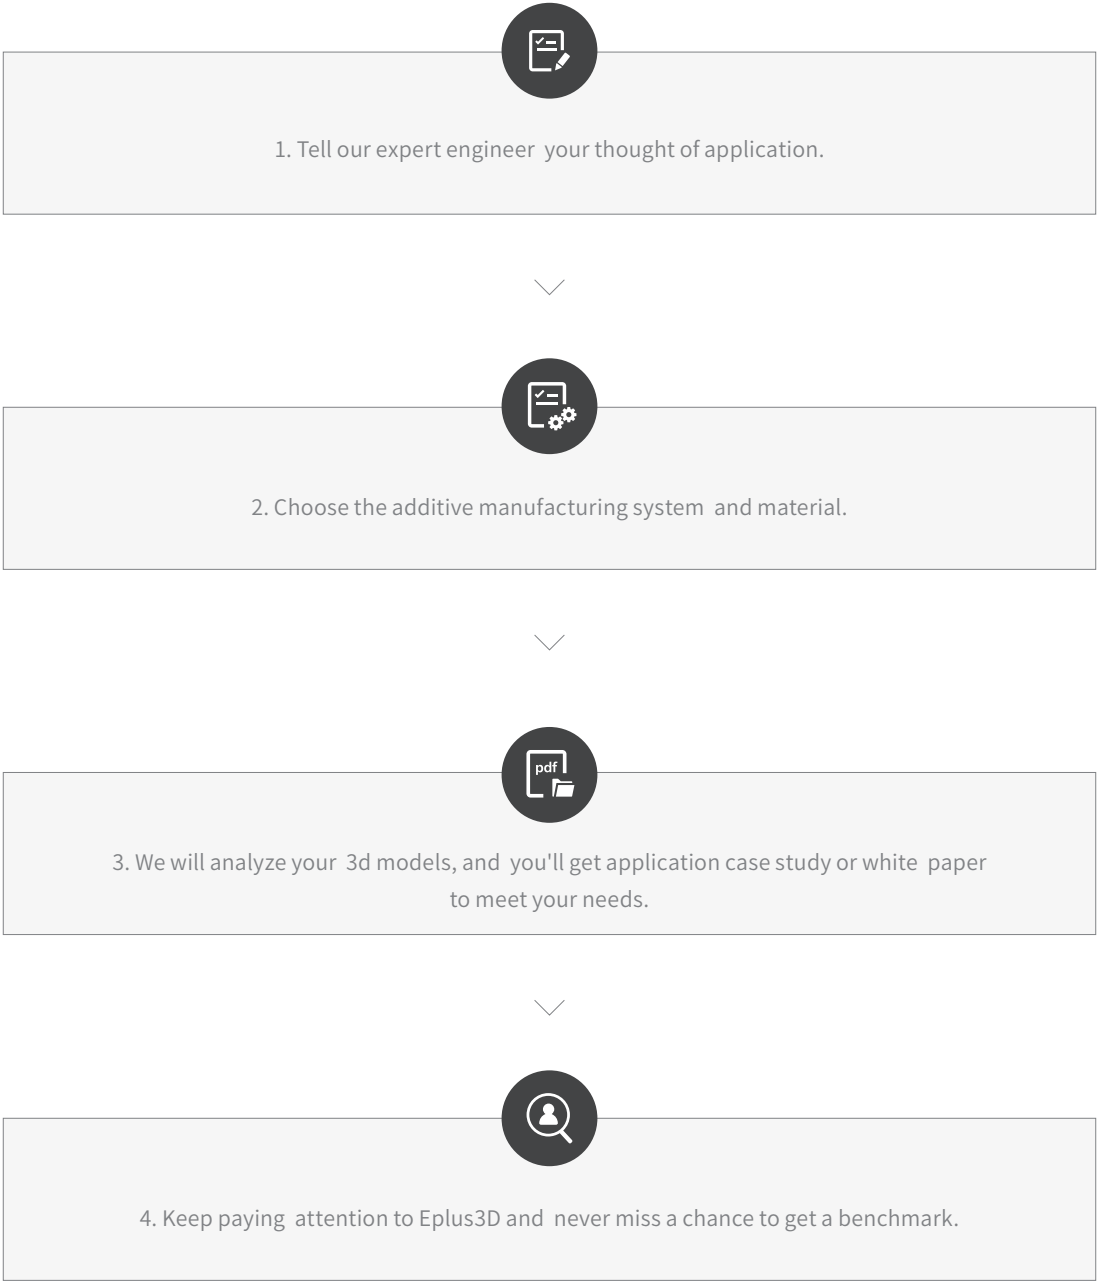 1. Tell our expert engineer your thought of application.
2. Choose the additive manufacturing system and material.
pdf
3. We will analyze your 3d models, and you'll get application case study or white paper
to meet your needs.
4. Keep paying attention to Eplus3D and never miss a chance to get a benchmark.